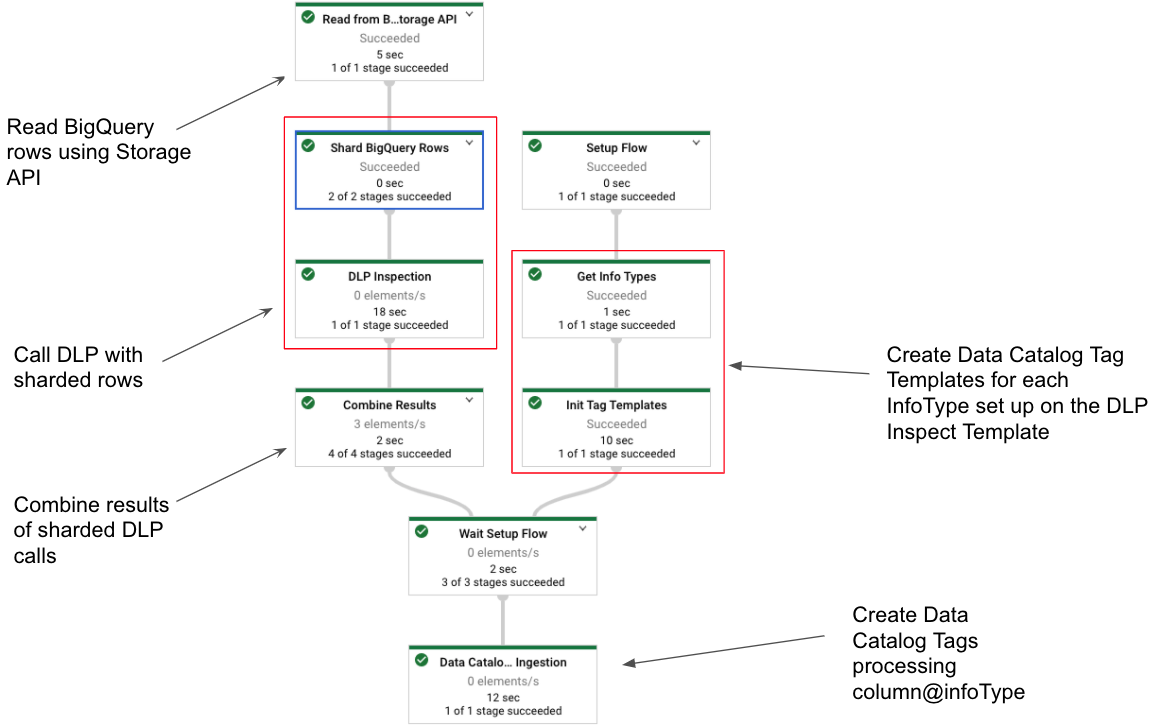 Read from B...torage API
Succeeded
5 sec
1 of 1 stage succeeded
Read BigQuery
rows using Storage
API
Shard BigQuery Rows
Succeeded
0 sec
2 of 2 stages succeeded
Setup Flow
Succeeded
0 sec
1 of 1 stage succeeded
DLP Inspection
0 elements/s
18 sec
1 of 1 stage succeeded
Get Info Types
Succeeded
1 sec
1 of 1 stage succeeded
Call DLP with
sharded rows
Create Data Catalog Tag
Templates for each
InfoType set up on the DLP
Inspect Template
Combine Results
3 elements/s
2 sec
4 of 4 stages succeeded
Init Tag Templates
Succeeded
10 sec
1 of 1 stage succeeded
Combine results
of sharded DLP
calls
Wait Setup Flow
0 elements/s
2 sec
3 of 3 stages succeeded
Create Data
Catalog Tags
processing
column@infoType
Data Catalo... Ingestion
0 elements/s
12 sec
1 of 1 stage succeeded